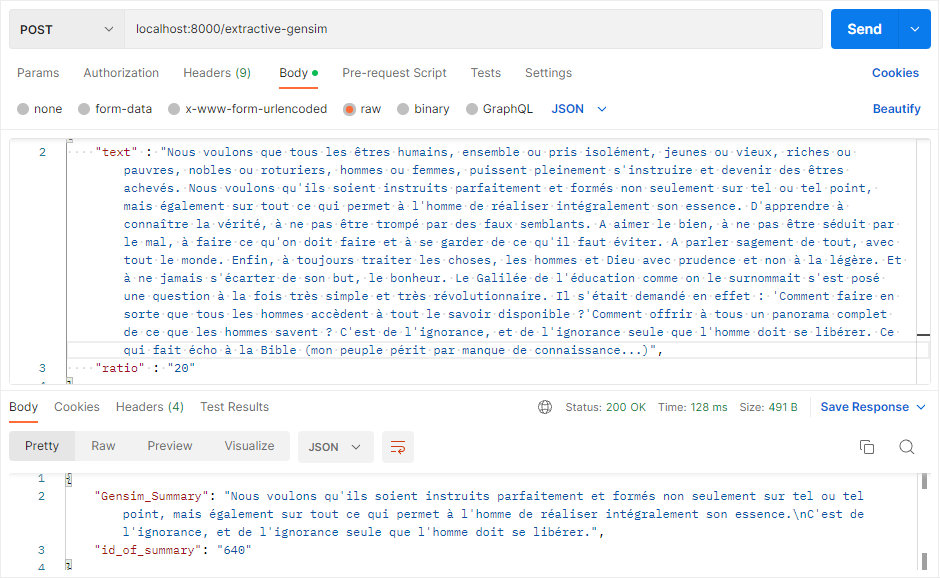 POST
localhost:8000/extractive-gensim
Send
Params Authorization Headers (9) Body Pre-request Script Tests Settings Cookies
none form-data x-www-form-urlencoded raw binary GraphQL JSON Beautify
2 "text" : "Nous voulons que tous les êtres humains, ensemble ou pris isolément, jeunes ou vieux, riches ou
pauvres, nobles ou roturiers, hommes ou femmes, puissent pleinement s'instruire et devenir des êtres
achevés. Nous voulons qu'ils soient instruits parfaitement et formés non seulement sur tel ou tel point,
mais également sur tout ce qui permet à l'homme de réaliser intégralement son essence. D'apprendre à
connaître la vérité, à ne pas être trompé par des faux semblants. A aimer le bien, à ne pas être séduit par
le mal, à faire ce qu'on doit faire et à se garder de ce qu'il faut éviter. A parler sagement de tout, avec
tout le monde. Enfin, à toujours traiter les choses, les hommes et Dieu avec prudence et non à la légère. Et
à ne jamais s'écarter de son but, le bonheur. Le Galilée de l'éducation comme on le surnommait s'est posé
une question à la fois très simple et très révolutionnaire. Il s'était demandé en effet : 'Comment faire en
sorte que tous les hommes accèdent à tout le savoir disponible ?'Comment offrir à tous un panorama complet
de ce que les hommes savent ? C'est de l'ignorance, et de l'ignorance seule que l'homme doit se libérer. Ce
qui fait écho à la Bible (mon peuple périt par manque de connaissance...)",
3 "ratio" : "20"
Body Cookies Headers (4) Test Results Status: 200 OK Time: 128 ms Size: 491 B Save Response
Pretty Raw Preview Visualize JSON
1 {
2 "Gensim_Summary": "Nous voulons qu'ils soient instruits parfaitement et formés non seulement sur tel ou tel
point, mais également sur tout ce qui permet à l'homme de réaliser intégralement son essence.\nC'est de
l'ignorance, et de l'ignorance seule que l'homme doit se libérer.",
3 "id_of_summary": "640"
4 }